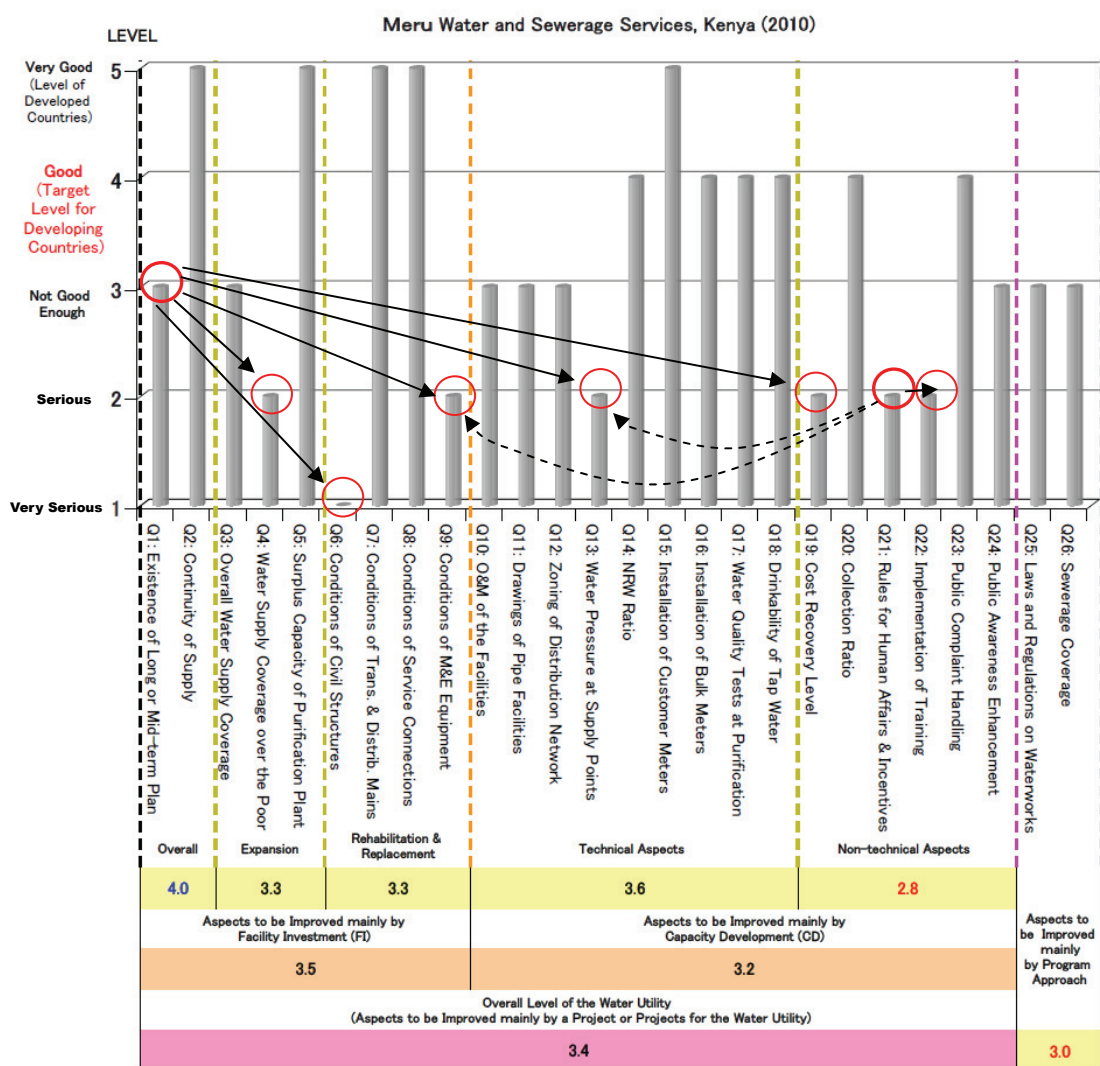 Meru Water and Sewerage Services, Kenya (2010)
LEVEL
Very Good
(Level of
Developed
Countries)
5
Good
(Target
Level for
Developing
Countries)
4
Not Good
Enough
3
Serious
2
Very Serious
1
Q1: Existence of Long or Mid-term Plan
Q2: Continuity of Supply
Q3: Overall Water Supply Coverage
Q4: Water Supply Coverage over the Poor
Q5: Surplus Capacity of Purification Plant
Q6: Conditions of Civil Structures
Q7: Conditions of Trans. & Distrib. Mains
Q8: Conditions of Service Connections
Q9: Conditions of M&E Equipment
Q10: O&M of the Facilities
Q11: Drawings of Pipe Facilities
Q12: Zoning of Distribution Network
Q13: Water Pressure at Supply Points
Q14: NRW Ratio
Q15: Installation of Customer Meters
Q16: Installation of Bulk Meters
Q17: Water Quality Tests at Purification
Q18: Drinkability of Tap Water
Q19: Cost Recovery Level
Q20: Collection Ratio
Q21: Rules for Human Affairs & Incentives
Q22: Implementation of Training
Q23: Public Complaint Handling
Q24: Public Awareness Enhancement
Q25: Laws and Regulations on Waterworks
Q26: Sewerage Coverage
Overall
Expansion
Rehabilitation &
Replacement
Technical Aspects
Non-technical Aspects
4.0
3.3
3.3
3.6
2.8
Aspects to be Improved mainly by
Facility Investment (FI)
Aspects to be Improved mainly by
Capacity Development (CD)
Aspects to
be Improved
mainly
by Program
Approach
3.5
3.2
Overall Level of the Water Utility
(Aspects to be Improved mainly by a Project or Projects for the Water Utility)
3.4
3.0